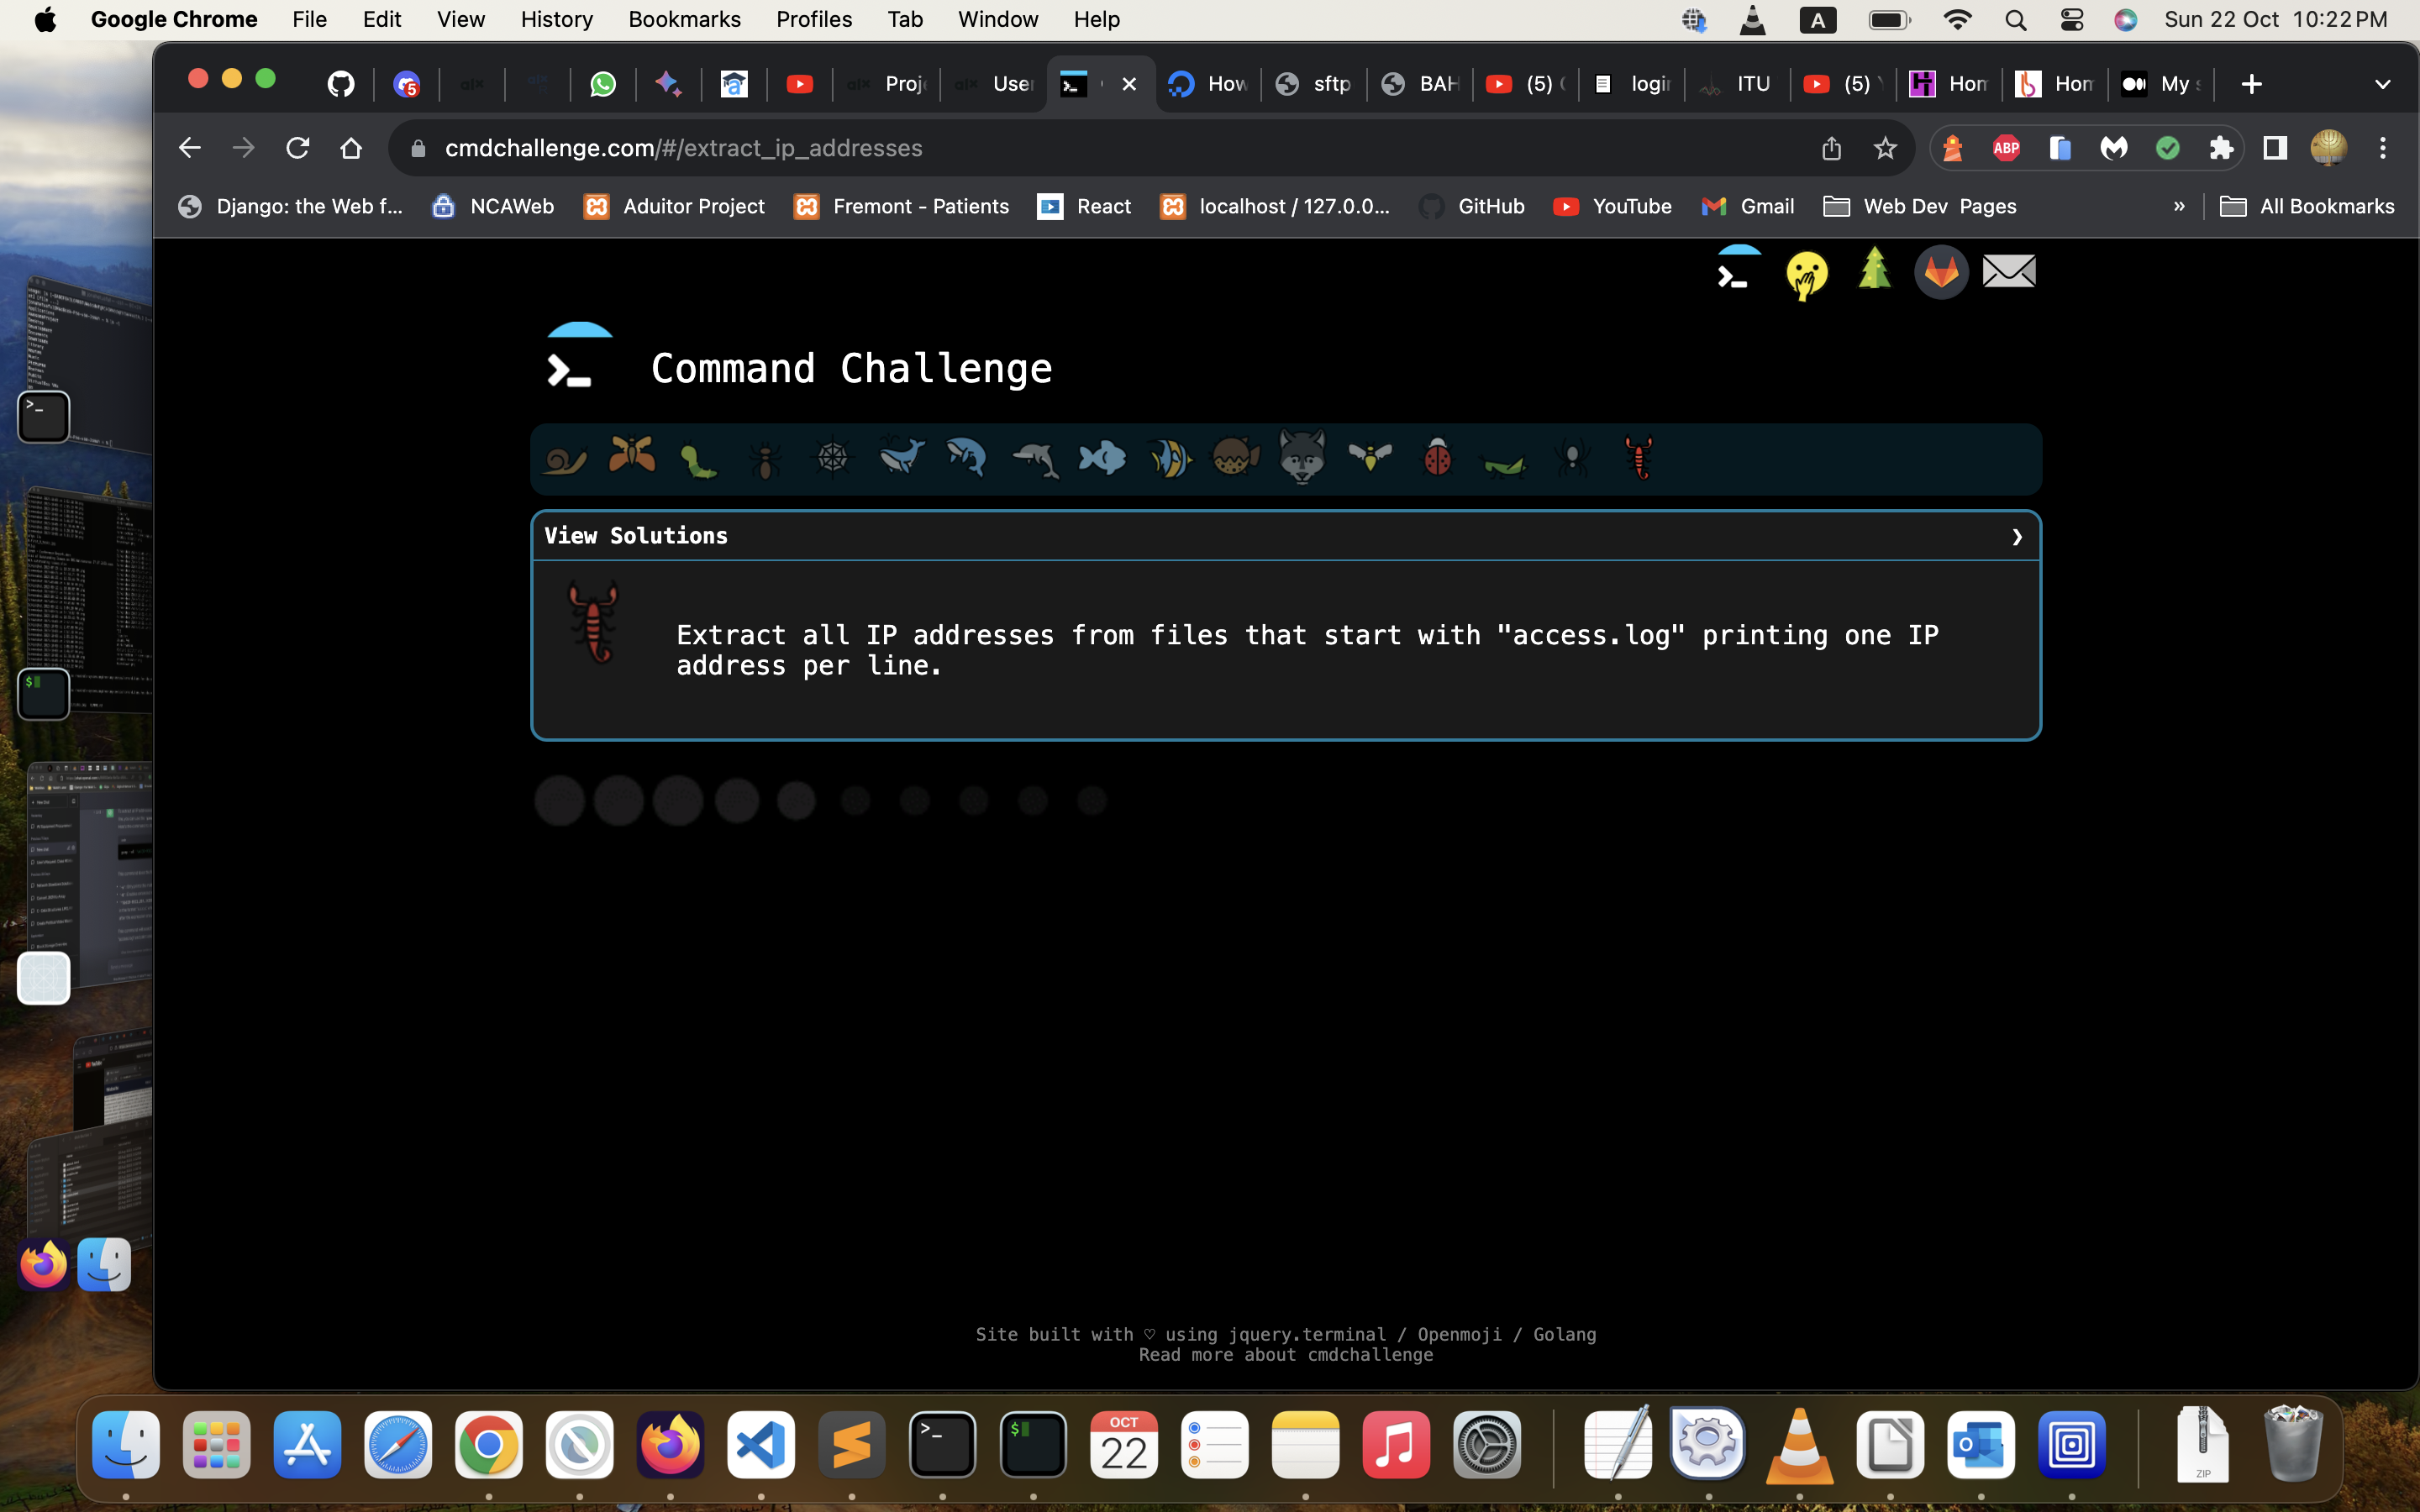 Google Chrome File Edit View History Bookmarks Profiles Tab Window Help A Sun 22 Oct 10:22 PM
5 Proj User × How sftp BAH (5) login ITU (5) Hom Hom My
cmdchallenge.com/#/extract_ip_addresses ABP
Django: the Web f... NCAWeb Aduitor Project Fremont - Patients React localhost / 127.0.0... GitHub YouTube Gmail Web Dev Pages » All Bookmarks
Command Challenge
View Solutions ❯
Extract all IP addresses from files that start with "access.log" printing one IP
address per line.
Site built with ♡ using jquery.terminal / Openmoji / Golang
Read more about cmdchallenge
OCT
22
ZIP